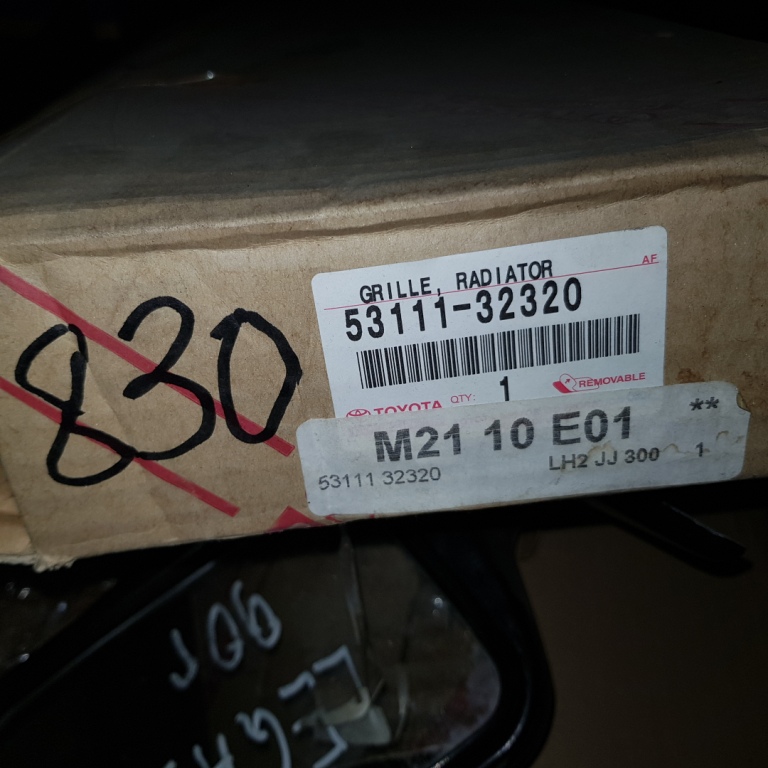 830
GRILLE, RADIATOR
AF
53111-32320
TOYOTA QTY: 1 REMOVABLE
M21 10 E01 **
53111 32320 LH2 JJ 300 1